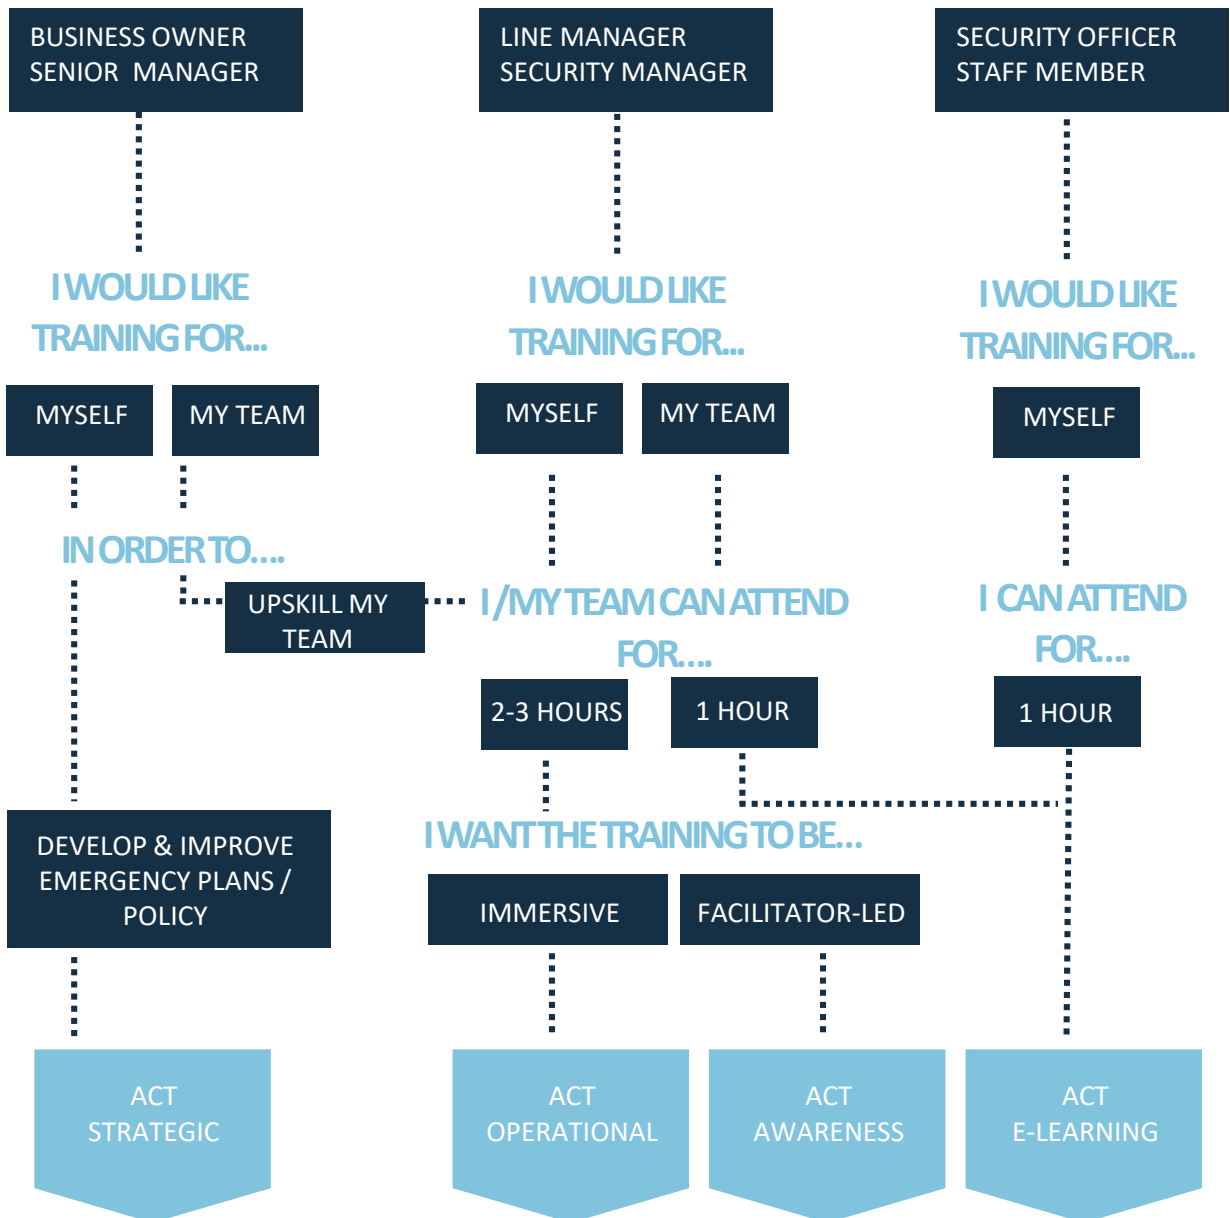 BUSINESS OWNER
SENIOR MANAGER
LINE MANAGER
SECURITY MANAGER
SECURITY OFFICER
STAFF MEMBER
I WOULD LIKE
TRAINING FOR...
I WOULD LIKE
TRAINING FOR...
I WOULD LIKE
TRAINING FOR...
MYSELF
MY TEAM
MYSELF
MY TEAM
MYSELF
IN ORDER TO....
UPSKILL MY
TEAM
I /MY TEAM CAN ATTEND
FOR....
I CAN ATTEND
FOR....
2-3 HOURS
1 HOUR
1 HOUR
DEVELOP & IMPROVE
EMERGENCY PLANS /
POLICY
I WANT THE TRAINING TO BE...
IMMERSIVE
FACILITATOR-LED
ACT
STRATEGIC
ACT
OPERATIONAL
ACT
AWARENESS
ACT
E-LEARNING